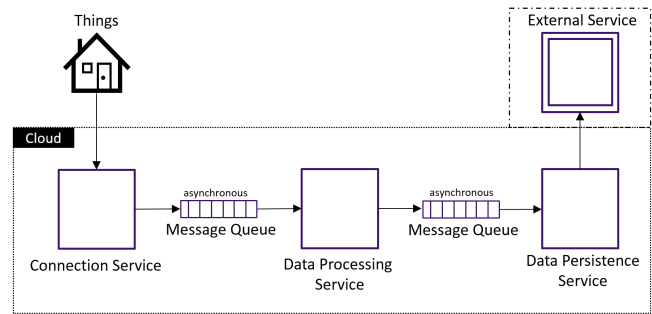 Things
External Service
Cloud
asynchronous
asynchronous
Message Queue
Message Queue
Connection Service
Data Processing
Service
Data Persistence
Service